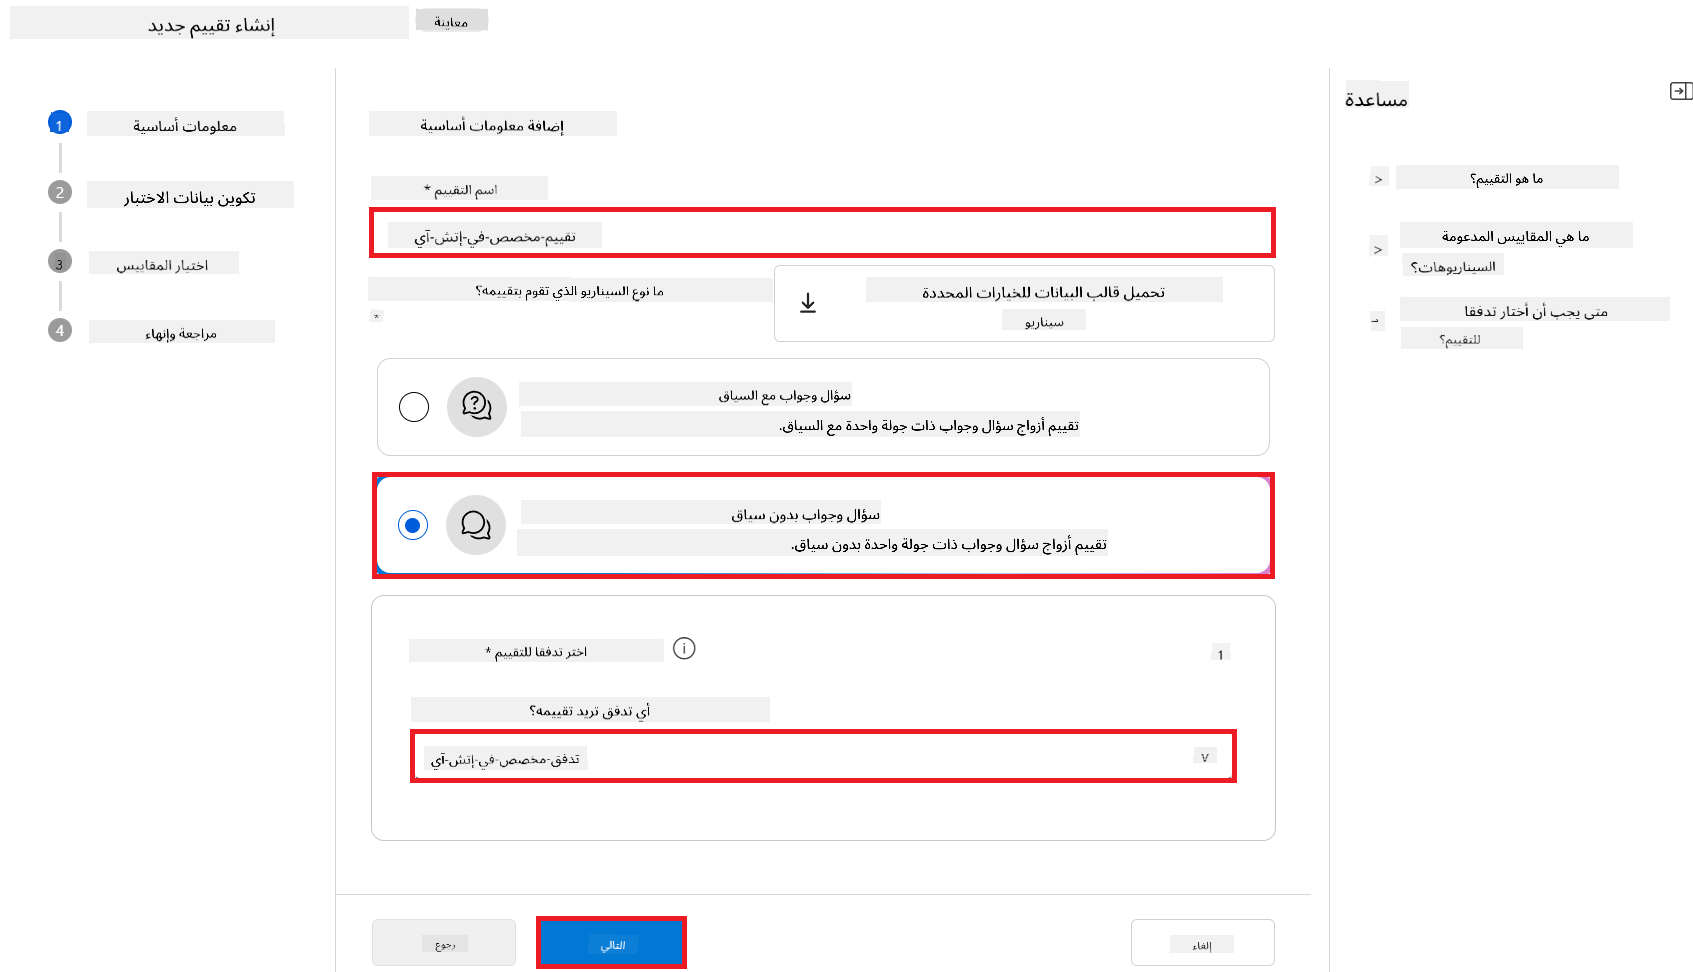 إنشاء تقييم جديد
معاينة
1
معلومات أساسية
2
تكوين بيانات الاختبار
3
اختيار المقاييس
4
مراجعة وإنهاء
إضافة معلومات أساسية
اسم التقييم *
تقييم-مخصص-في-إتش-آي
ما نوع السيناريو الذي تقوم بتقييمه؟
*
تحميل قالب البيانات للخيارات المحددة
سيناريو
سؤال وجواب مع السياق
تقييم أزواج سؤال وجواب ذات جولة واحدة مع السياق.
سؤال وجواب بدون سياق
تقييم أزواج سؤال وجواب ذات جولة واحدة بدون سياق.
اختر تدفقا للتقييم *
1
أي تدفق تريد تقييمه؟
تدفق-مخصص-في-إتش-آي
رجوع
التالي
إلغاء
مساعدة
ما هو التقييم؟
ما هي المقاييس المدعومة
السيناريوهات؟
متى يجب أن أختار تدفقا
للتقييم؟